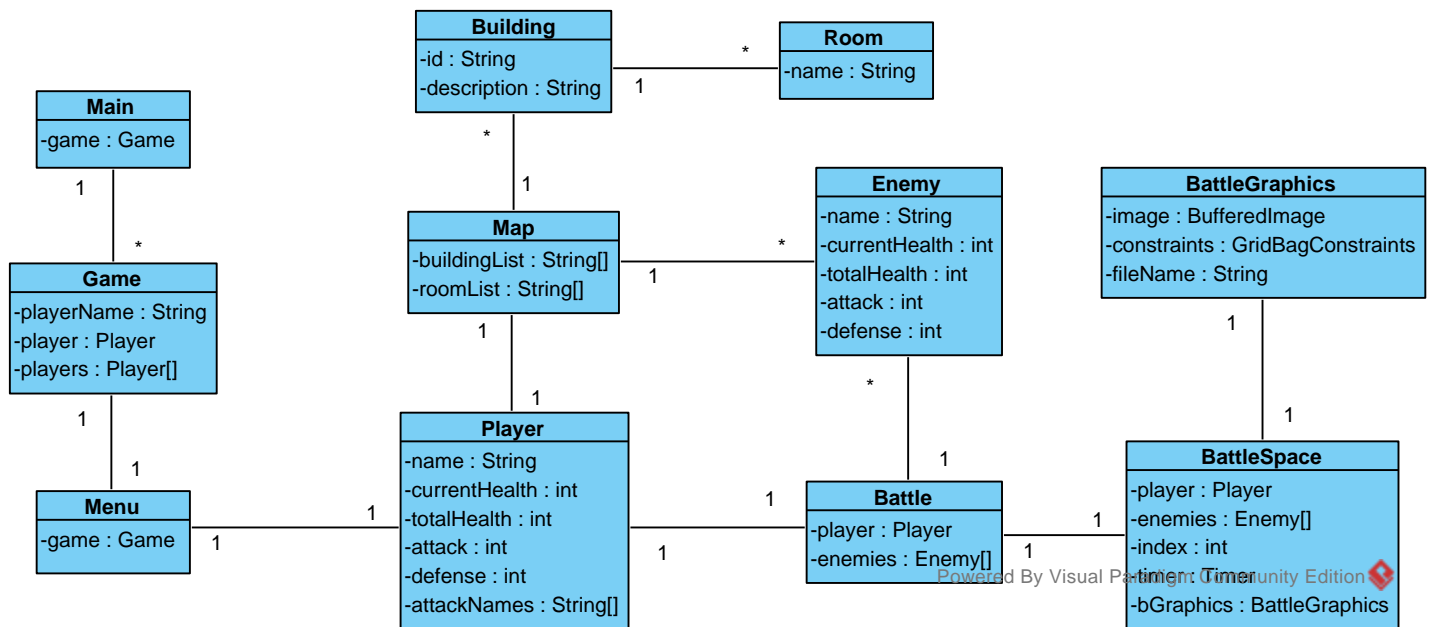 Building
-id : String
-description : String
1
*
Room
-name : String
Main
-game : Game
1
*
*
1
Map
-buildingList : String[]
-roomList : String[]
1
*
Enemy
-name : String
-currentHealth : int
-totalHealth : int
-attack : int
-defense : int
BattleGraphics
-image : BufferedImage
-constraints : GridBagConstraints
-fileName : String
Game
-playerName : String
-player : Player
-players : Player[]
1
1
1
1
*
1
1
1
Menu
-game : Game
1
1
Player
-name : String
-currentHealth : int
-totalHealth : int
-attack : int
-defense : int
-attackNames : String[]
1
1
Battle
-player : Player
-enemies : Enemy[]
1
1
BattleSpace
-player : Player
-enemies : Enemy[]
-index : int
-timer : Timer
-bGraphics : BattleGraphics
Powered By Visual Paradigm Community Edition